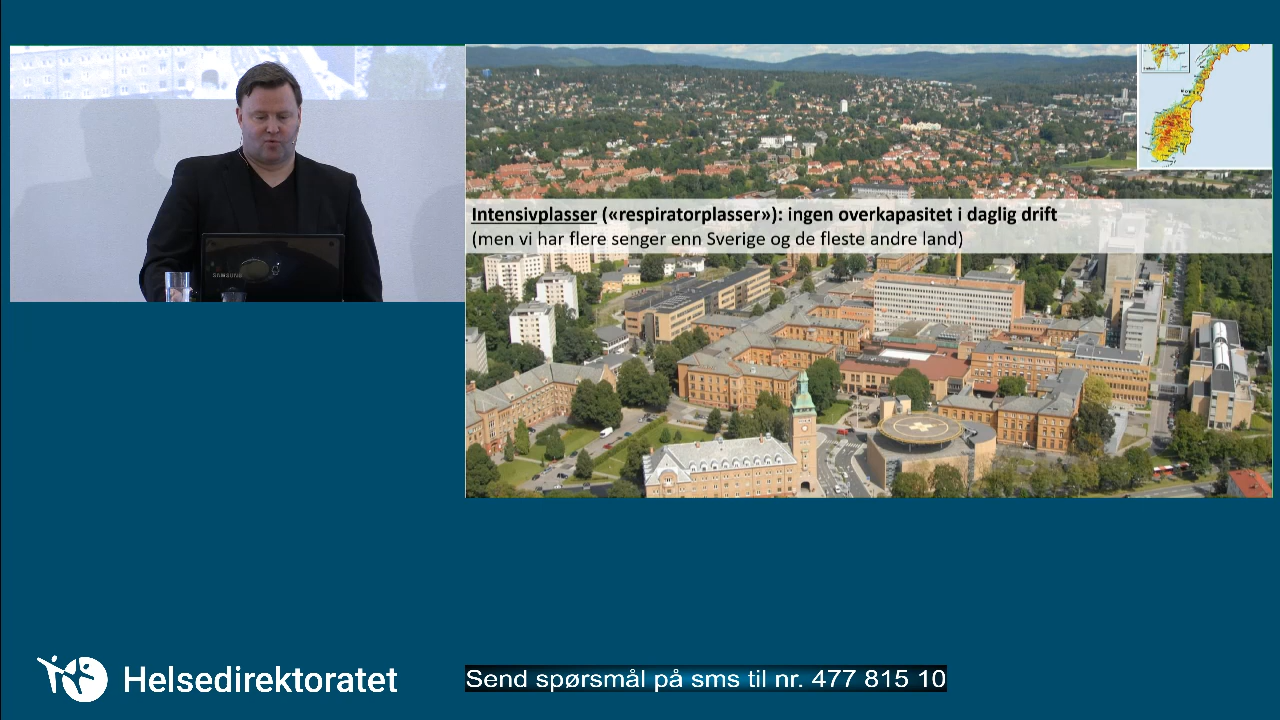 Intensivplasser («respiratorplasser»): ingen overkapasitet i daglig drift
(men vi har flere senger enn Sverige og de fleste andre land)
SAMSUNG
Helsedirektoratet
Send spørsmål på sms til nr. 477 815 10